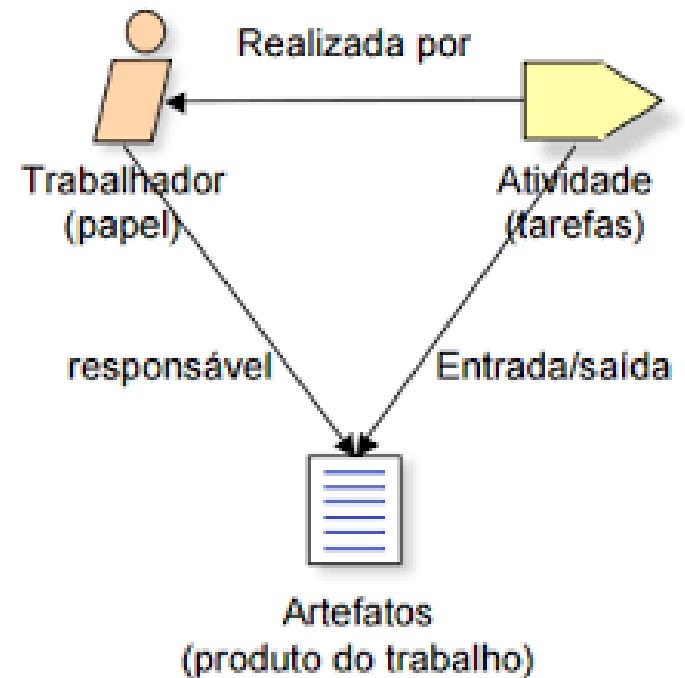 Realizada por
Trabalhador
(papel)
Atividade
(tarefas)
responsável
Entrada/saída
Artefatos
(produto do trabalho)